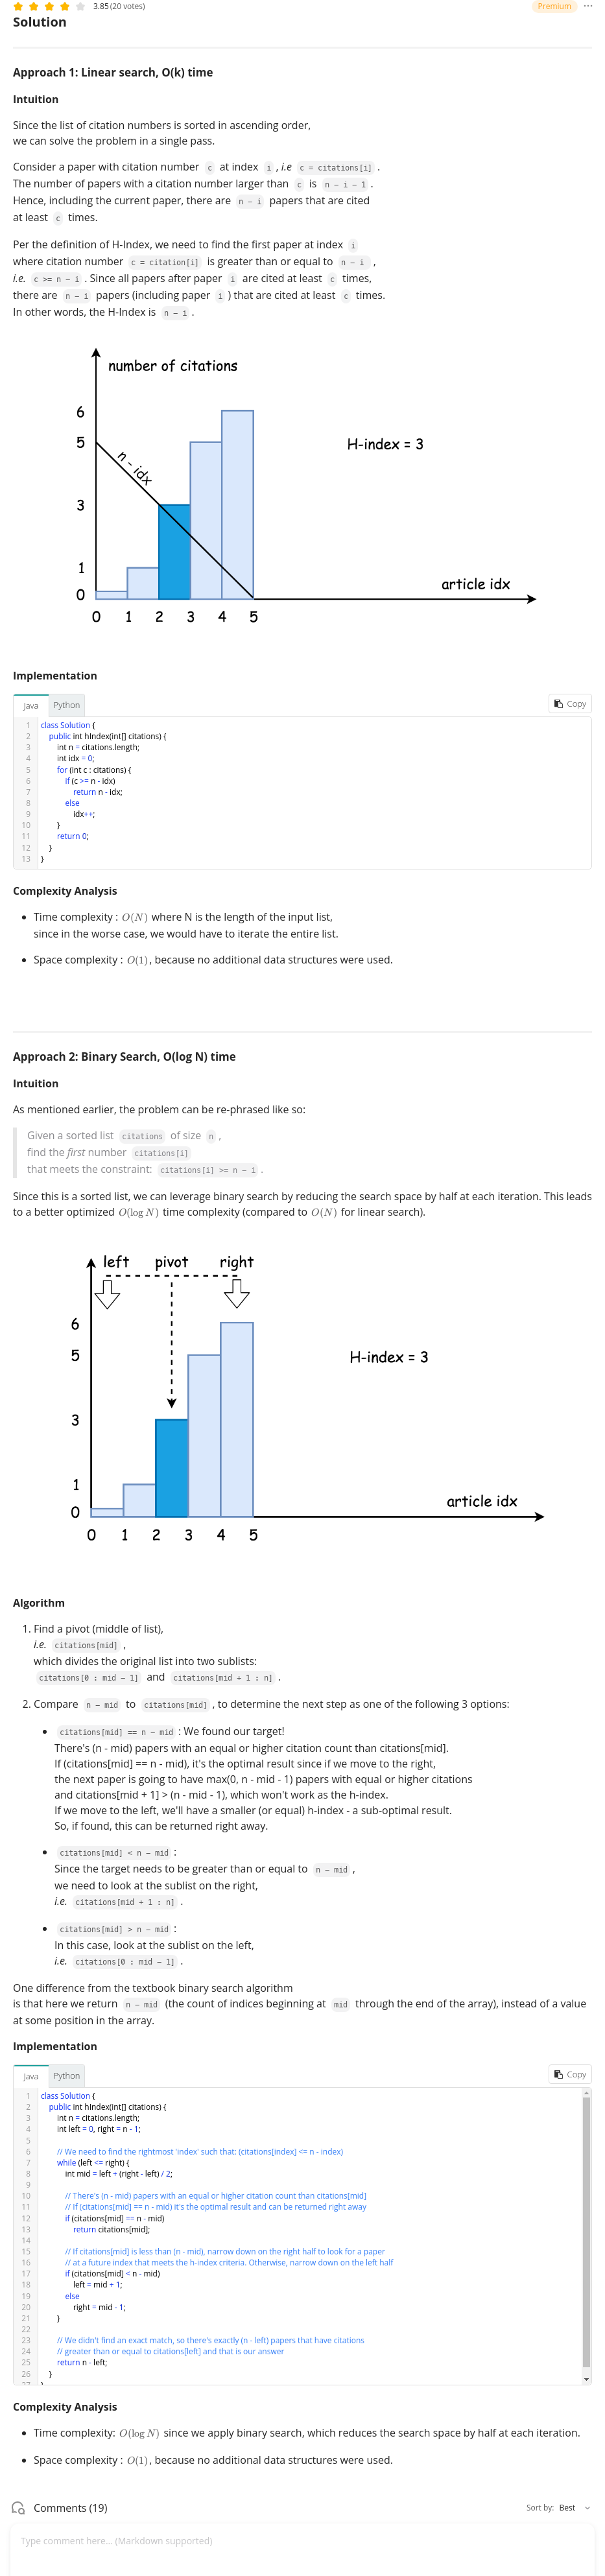 3.85 (20 votes)
Premium
Solution
Approach 1: Linear search, O(k) time
Intuition
Since the list of citation numbers is sorted in ascending order,
we can solve the problem in a single pass.
Consider a paper with citation number c at index i , i.e c = citations[i] .
The number of papers with a citation number larger than c is n − i − 1 .
Hence, including the current paper, there are n − i papers that are cited
at least c times.
Per the definition of H-Index, we need to find the first paper at index i
where citation number c = citation[i] is greater than or equal to n − i ,
i.e. c >= n − i . Since all papers after paper i are cited at least c times,
there are n − i papers (including paper i ) that are cited at least c times.
In other words, the H-Index is n − i .
number of citations
6
5
n - idx
H-index = 3
3
1
0
article idx
0 1 2 3 4 5
Implementation
Java
Python
Copy
1 class Solution {
2 public int hIndex(int[] citations) {
3 int n = citations.length;
4 int idx = 0;
5 for (int c : citations) {
6 if (c >= n - idx)
7 return n - idx;
8 else
9 idx++;
10 }
11 return 0;
12 }
13 }
Complexity Analysis
• Time complexity : O(N) where N is the length of the input list,
since in the worse case, we would have to iterate the entire list.
• Space complexity : O(1), because no additional data structures were used.
Approach 2: Binary Search, O(log N) time
Intuition
As mentioned earlier, the problem can be re-phrased like so:
Given a sorted list citations of size n ,
find the first number citations[i]
that meets the constraint: citations[i] >= n − i .
Since this is a sorted list, we can leverage binary search by reducing the search space by half at each iteration. This leads
to a better optimized O(log N) time complexity (compared to O(N) for linear search).
left pivot right
6
5
H-index = 3
3
1
0
article idx
0 1 2 3 4 5
Algorithm
1. Find a pivot (middle of list),
i.e. citations[mid] ,
which divides the original list into two sublists:
citations[0 : mid − 1] and citations[mid + 1 : n] .
2. Compare n − mid to citations[mid] , to determine the next step as one of the following 3 options:
• citations[mid] == n − mid : We found our target!
There's (n - mid) papers with an equal or higher citation count than citations[mid].
If (citations[mid] == n - mid), it's the optimal result since if we move to the right,
the next paper is going to have max(0, n - mid - 1) papers with equal or higher citations
and citations[mid + 1] > (n - mid - 1), which won't work as the h-index.
If we move to the left, we'll have a smaller (or equal) h-index - a sub-optimal result.
So, if found, this can be returned right away.
• citations[mid] < n − mid :
Since the target needs to be greater than or equal to n − mid ,
we need to look at the sublist on the right,
i.e. citations[mid + 1 : n] .
• citations[mid] > n − mid :
In this case, look at the sublist on the left,
i.e. citations[0 : mid − 1] .
One difference from the textbook binary search algorithm
is that here we return n − mid (the count of indices beginning at mid through the end of the array), instead of a value
at some position in the array.
Implementation
Java
Python
Copy
1 class Solution {
2 public int hIndex(int[] citations) {
3 int n = citations.length;
4 int left = 0, right = n - 1;
5
6 // We need to find the rightmost 'index' such that: (citations[index] <= n - index)
7 while (left <= right) {
8 int mid = left + (right - left) / 2;
9
10 // There's (n - mid) papers with an equal or higher citation count than citations[mid]
11 // If (citations[mid] == n - mid) it's the optimal result and can be returned right away
12 if (citations[mid] == n - mid)
13 return citations[mid];
14
15 // If citations[mid] is less than (n - mid), narrow down on the right half to look for a paper
16 // at a future index that meets the h-index criteria. Otherwise, narrow down on the left half
17 if (citations[mid] < n - mid)
18 left = mid + 1;
19 else
20 right = mid - 1;
21 }
22
23 // We didn't find an exact match, so there's exactly (n - left) papers that have citations
24 // greater than or equal to citations[left] and that is our answer
25 return n - left;
26 }
27 }
Complexity Analysis
• Time complexity: O(log N) since we apply binary search, which reduces the search space by half at each iteration.
• Space complexity : O(1), because no additional data structures were used.
Comments (19)
Sort by: Best
Type comment here... (Markdown supported)